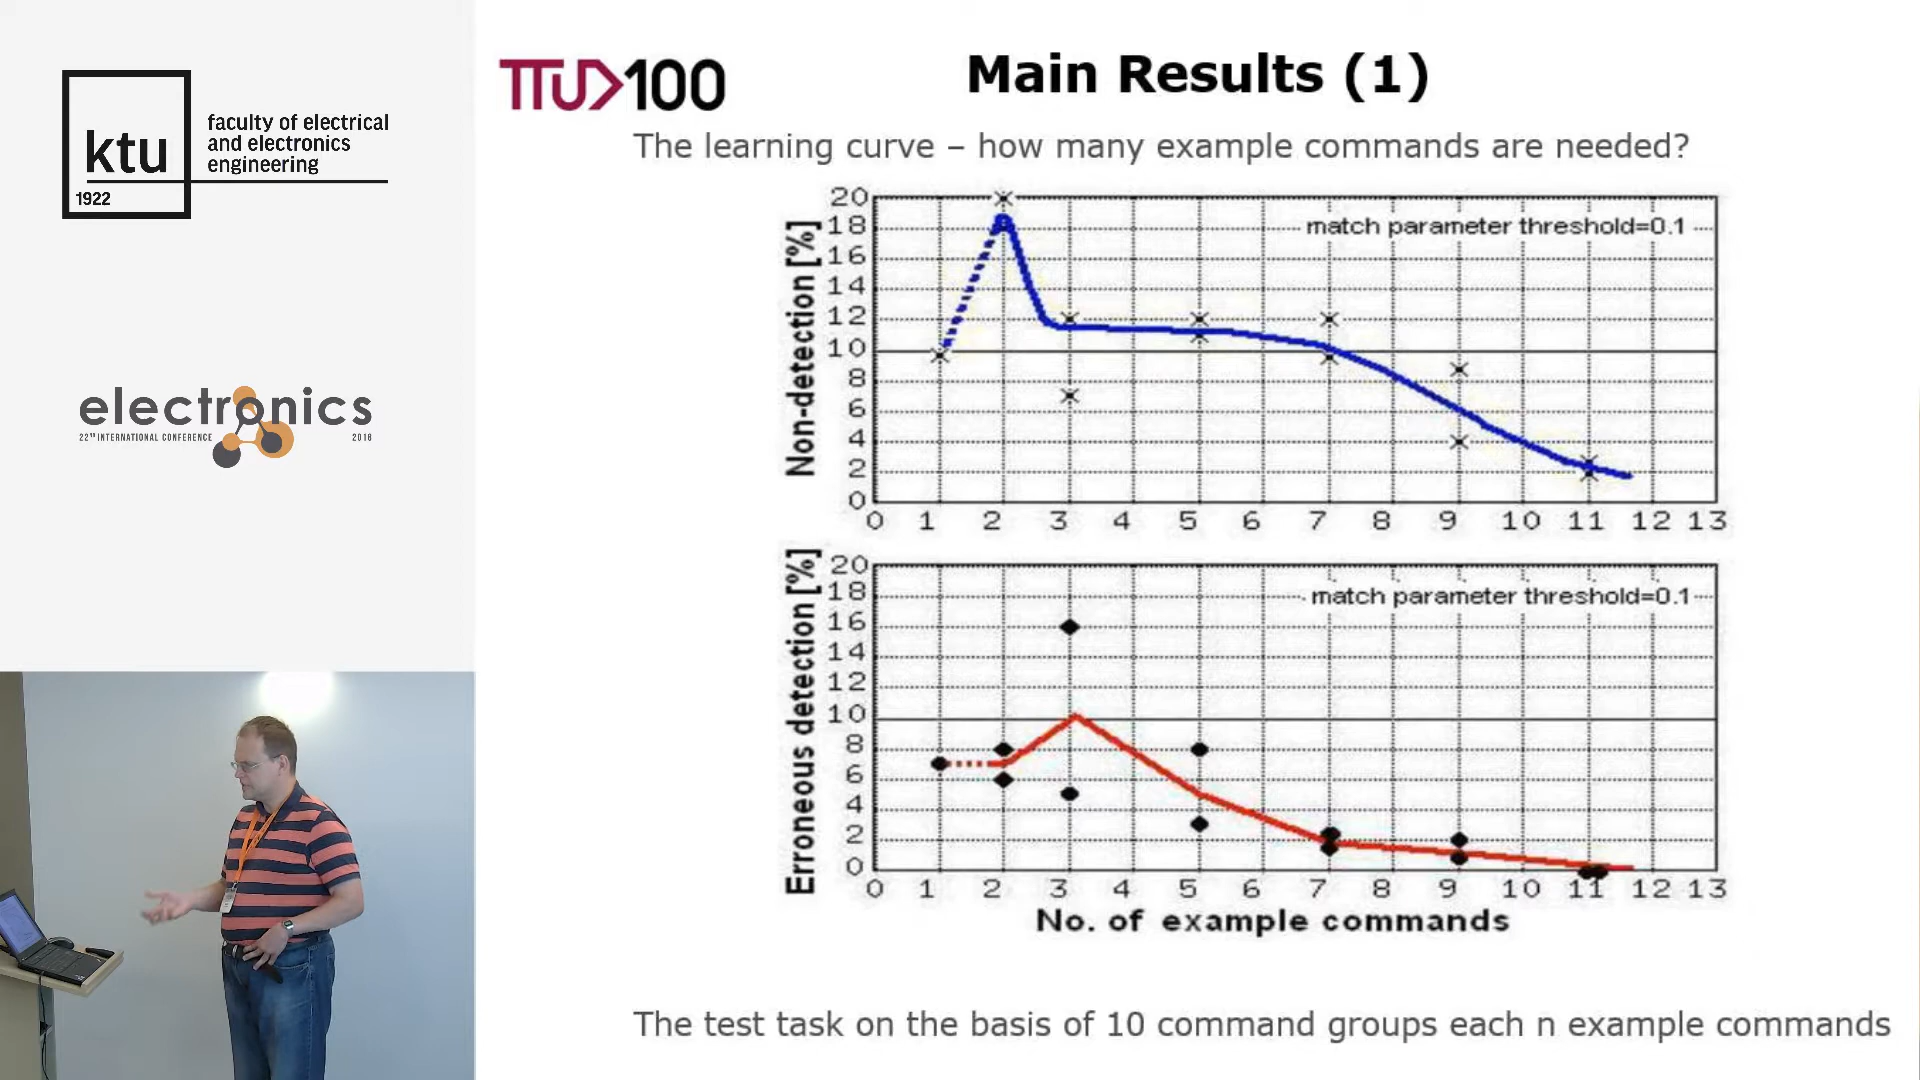 ktu
1922
faculty of electrical
and electronics
engineering
electronics
22nd INTERNATIONAL CONFERENCE 2018
TTÜ>100
Main Results (1)
The learning curve – how many example commands are needed?
Non-detection [%]
20
18
16
14
12
10
8
6
4
2
0
match parameter threshold=0.1
0 1 2 3 4 5 6 7 8 9 10 11 12 13
Erroneous detection [%]
20
18
16
14
12
10
8
6
4
2
0
match parameter threshold=0.1
0 1 2 3 4 5 6 7 8 9 10 11 12 13
No. of example commands
The test task on the basis of 10 command groups each n example commands